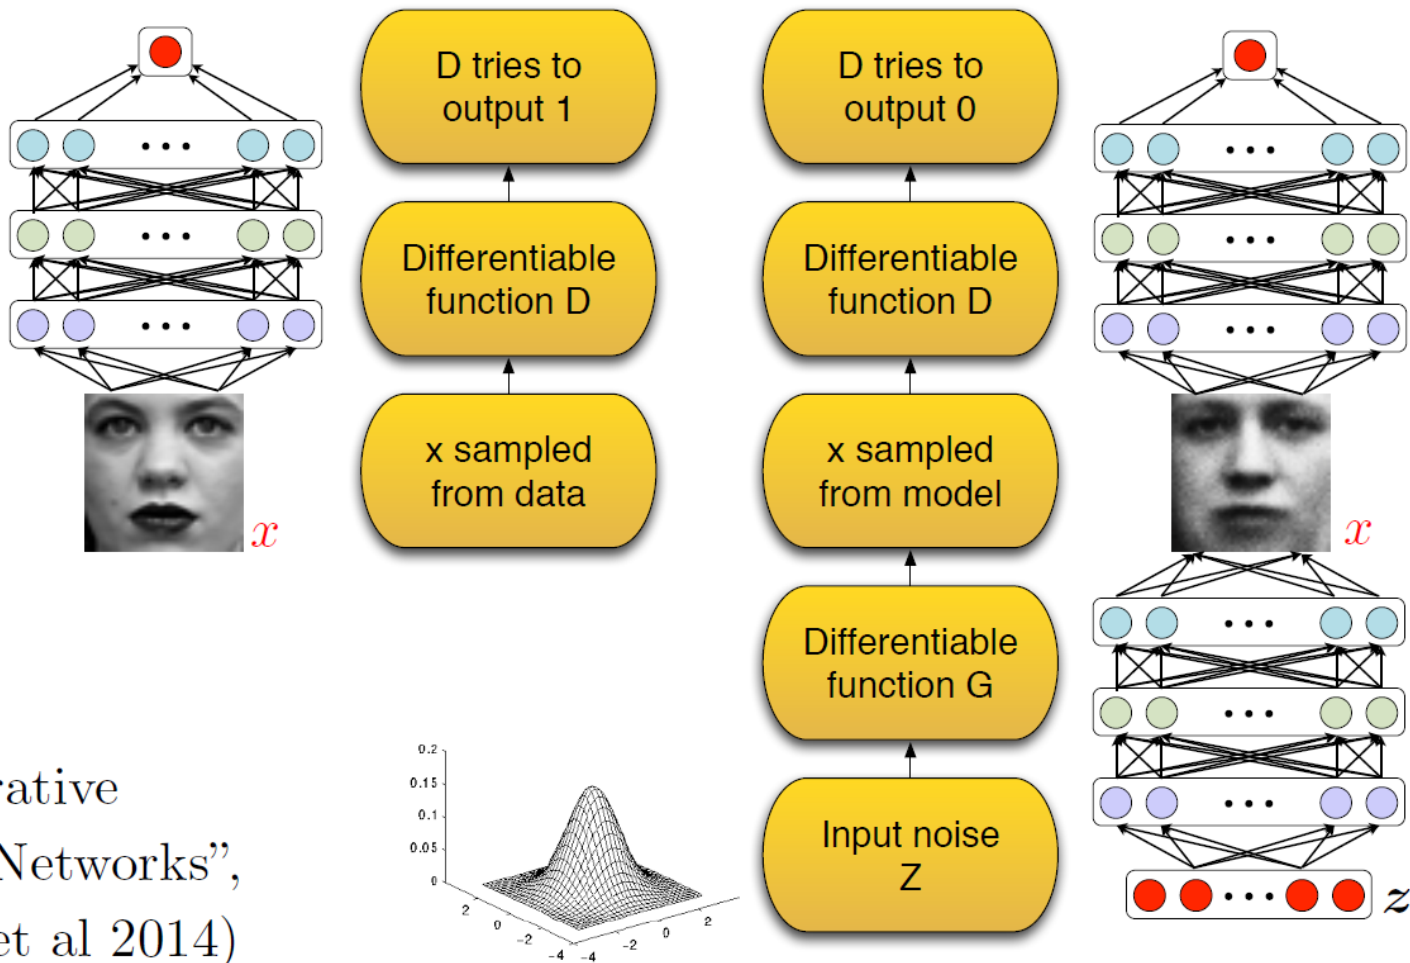 D tries to
output 1
D tries to
output 0
Differentiable
function D
Differentiable
function D
x sampled
from data
x sampled
from model
x
x
Differentiable
function G
Input noise
Z
z
rative
Networks”,
et al 2014)
0.2
0.15
0.1
0.05
0
2
0
-2
-4
-4
-2
0
2